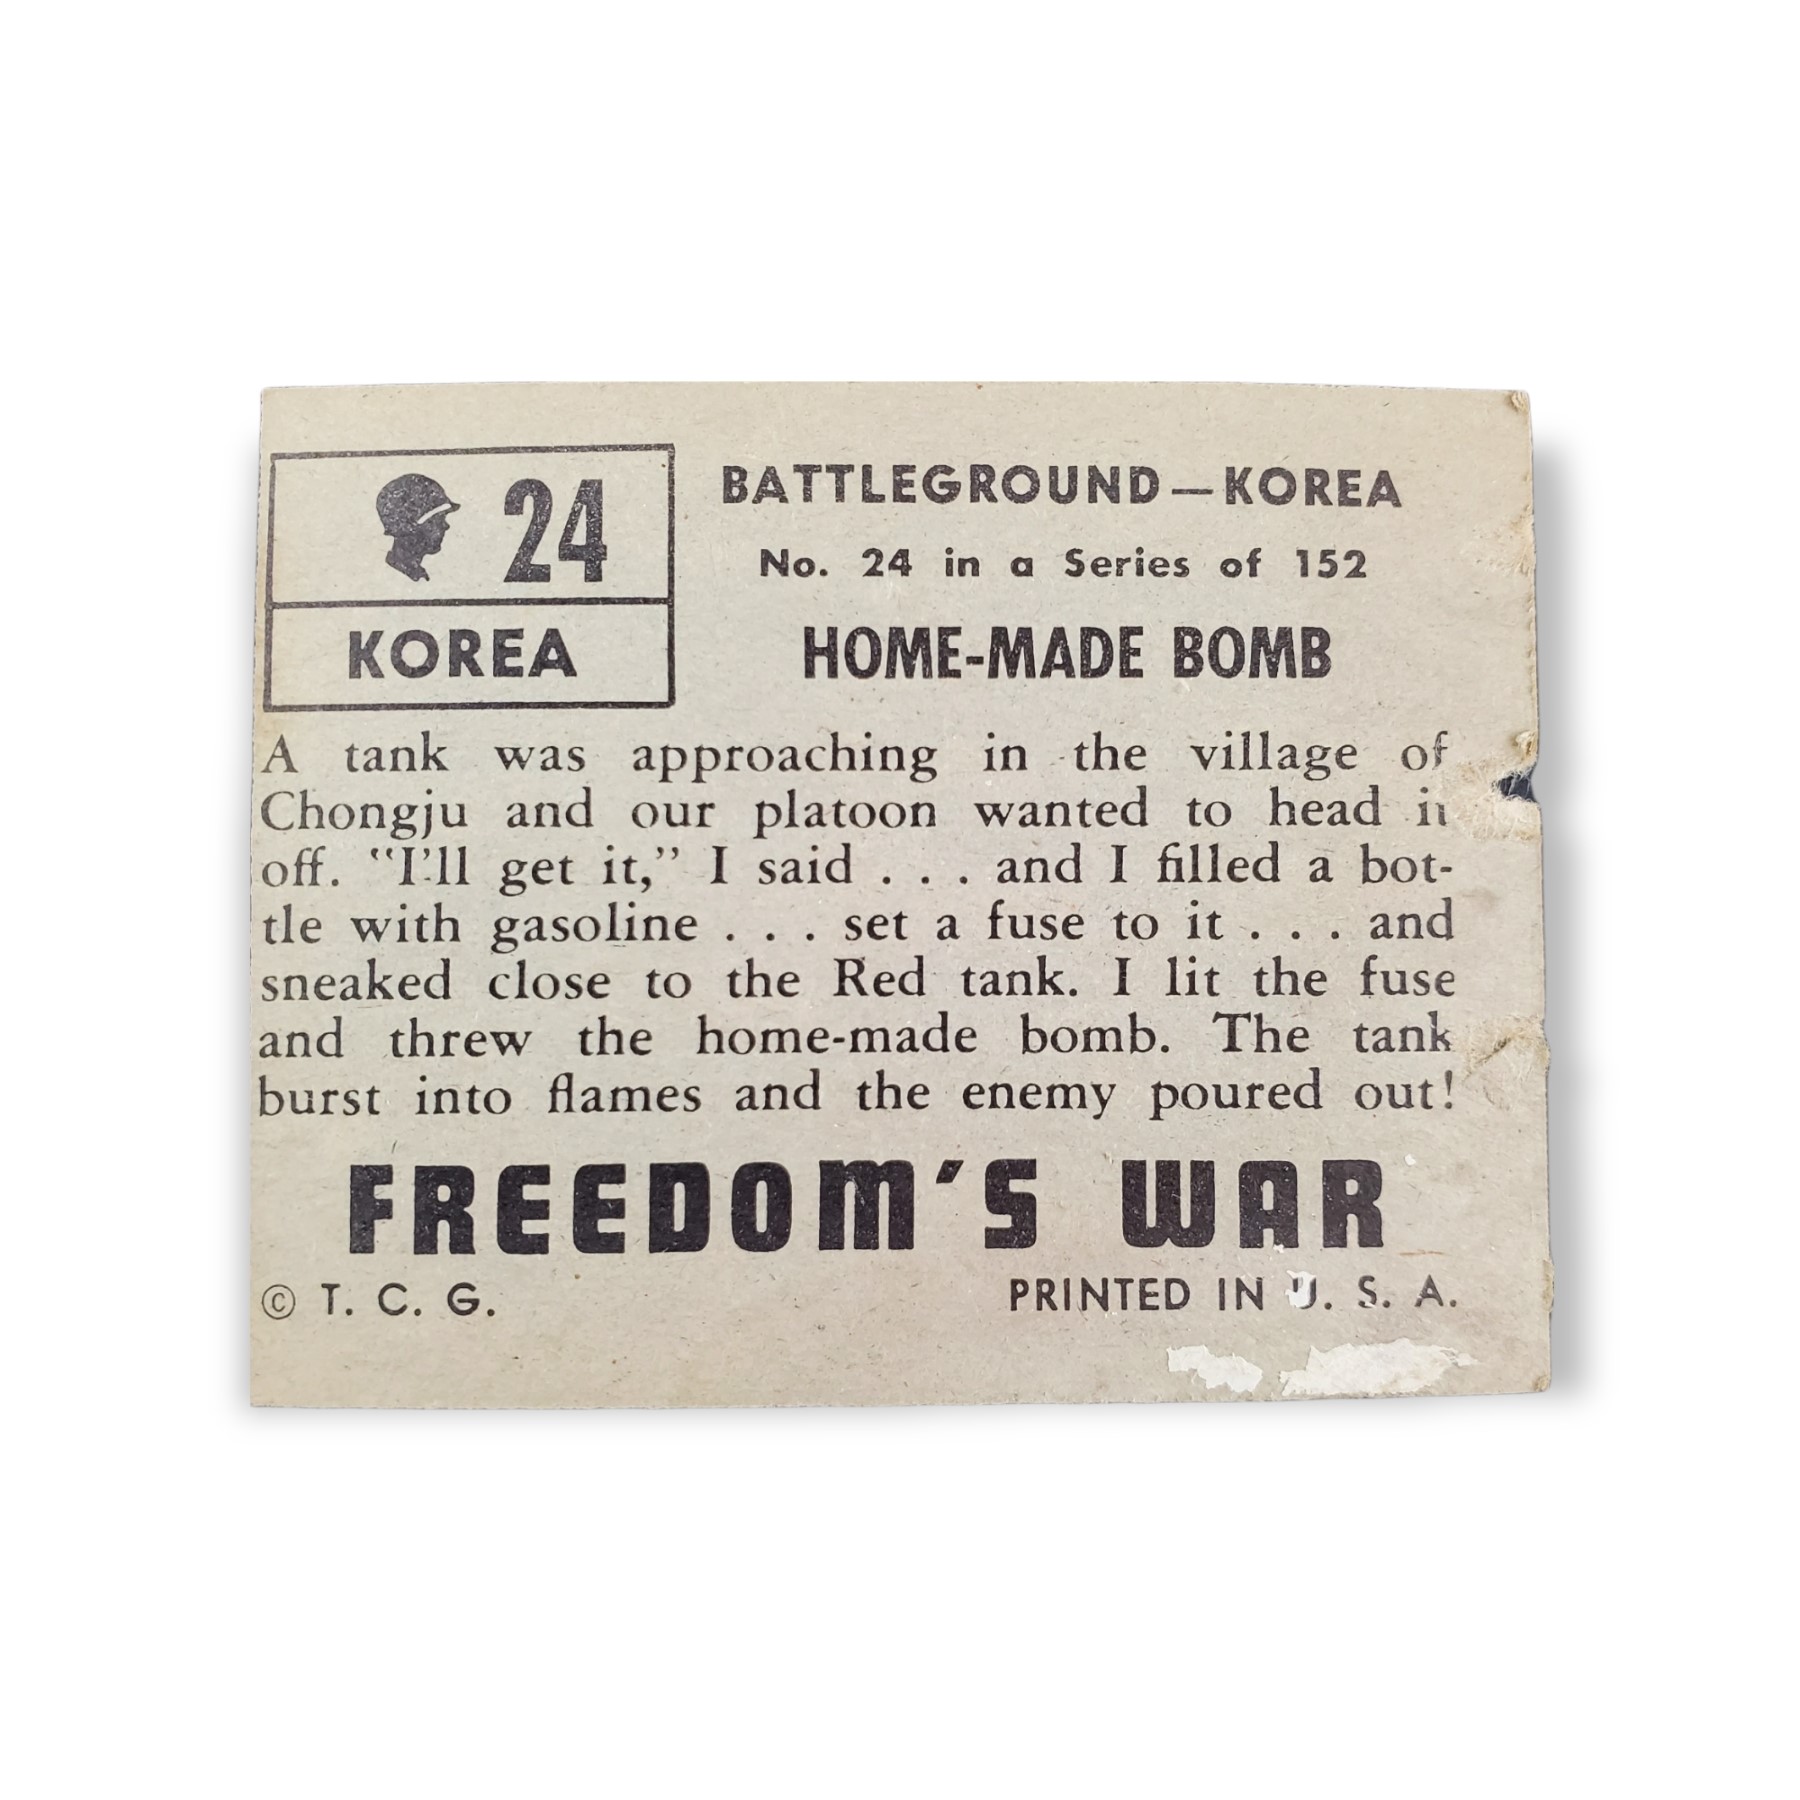 24
KOREA
BATTLEGROUND—KOREA
No. 24 in a Series of 152
HOME-MADE BOMB
A tank was approaching in the village of
Chongju and our platoon wanted to head it
off. "I'll get it," I said . . . and I filled a bot-
tle with gasoline . . . set a fuse to it . . . and
sneaked close to the Red tank. I lit the fuse
and threw the home-made bomb. The tank
burst into flames and the enemy poured out!
FREEDOM'S WAR
© T. C. G.
PRINTED IN U. S. A.